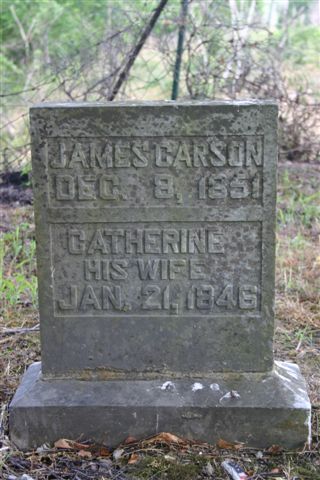 JAMES CARSON
DEC. 8, 1851
CATHERINE
HIS WIFE
JAN. 21, 1846